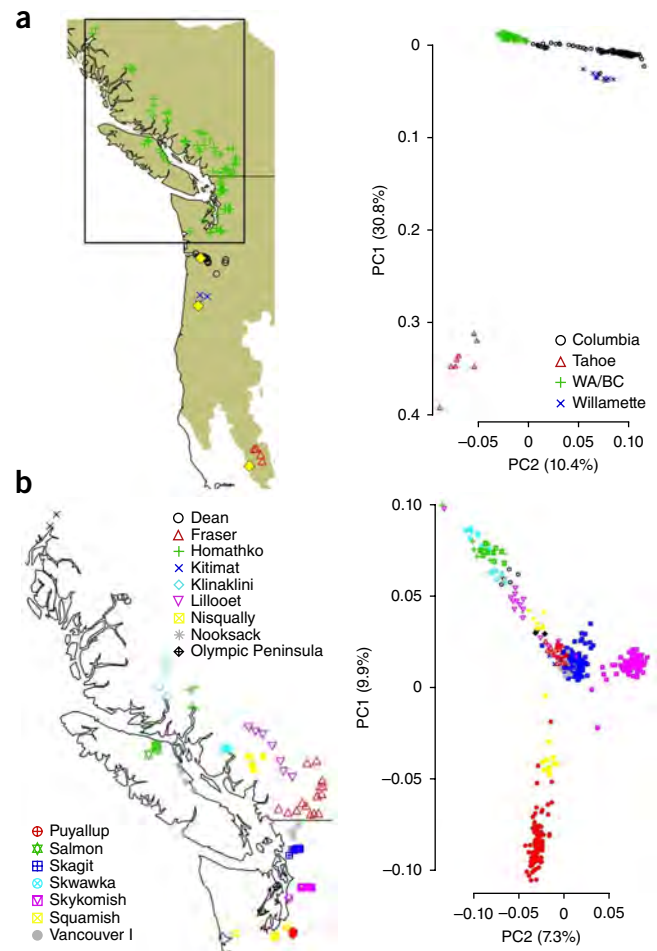 a
0
0.1
0.2
0.3
0.4
PC1 (30.8%)
Columbia
Tahoe
WA/BC
Willamette
−0.05
0
0.05
0.10
PC2 (10.4%)
b
Dean
Fraser
Homathko
Kitimat
Klinaklini
Lillooet
Nisqually
Nooksack
Olympic Peninsula
Puyallup
Salmon
Skagit
Skwawka
Skykomish
Squamish
Vancouver I
0.10
0.05
0
−0.05
−0.10
PC1 (9.9%)
−0.10
−0.05
0
0.05
PC2 (7.3%)